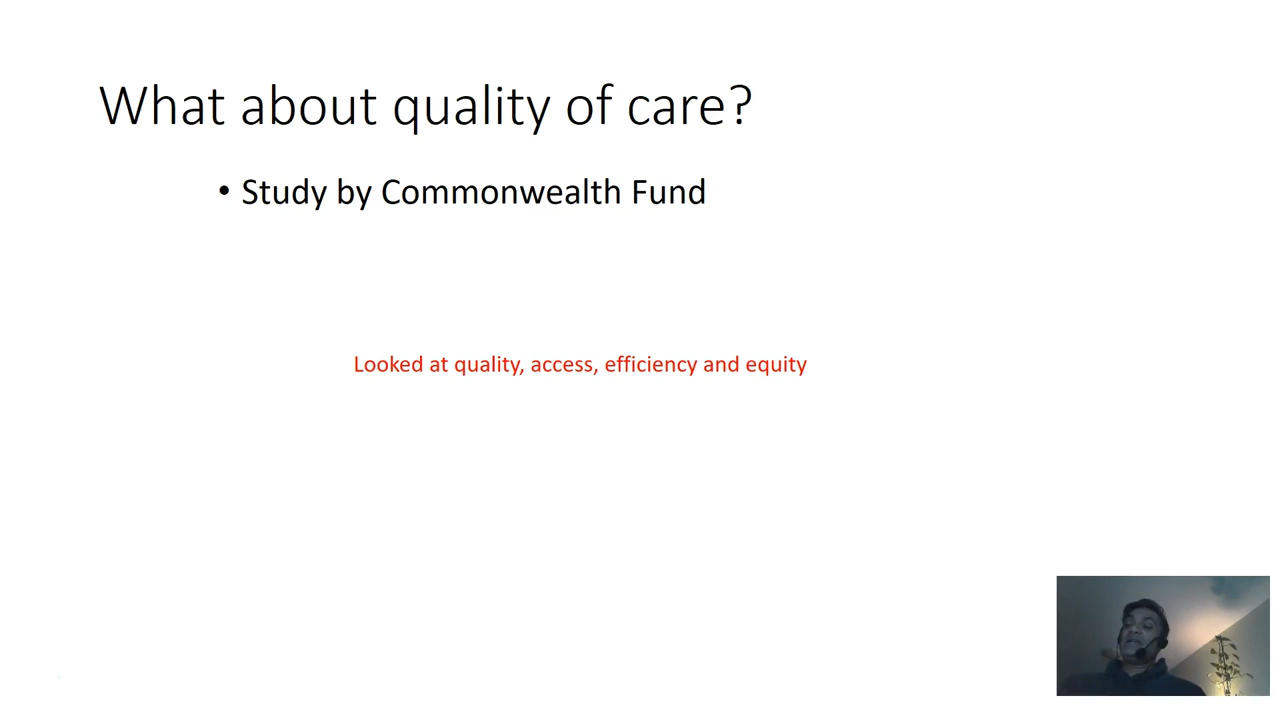 What about quality of care?
• Study by Commonwealth Fund
Looked at quality, access, efficiency and equity